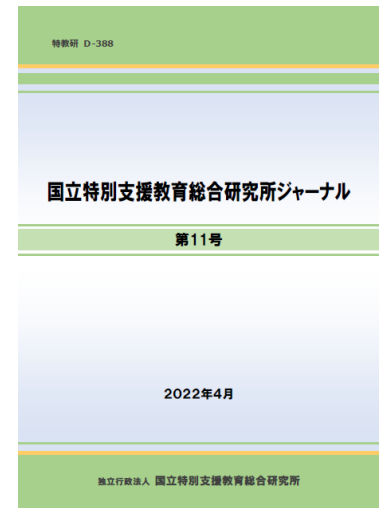 特教研 D-388
国立特別支援教育総合研究所ジャーナル
第11号
2022年4月
独立行政法人 国立特別支援教育総合研究所